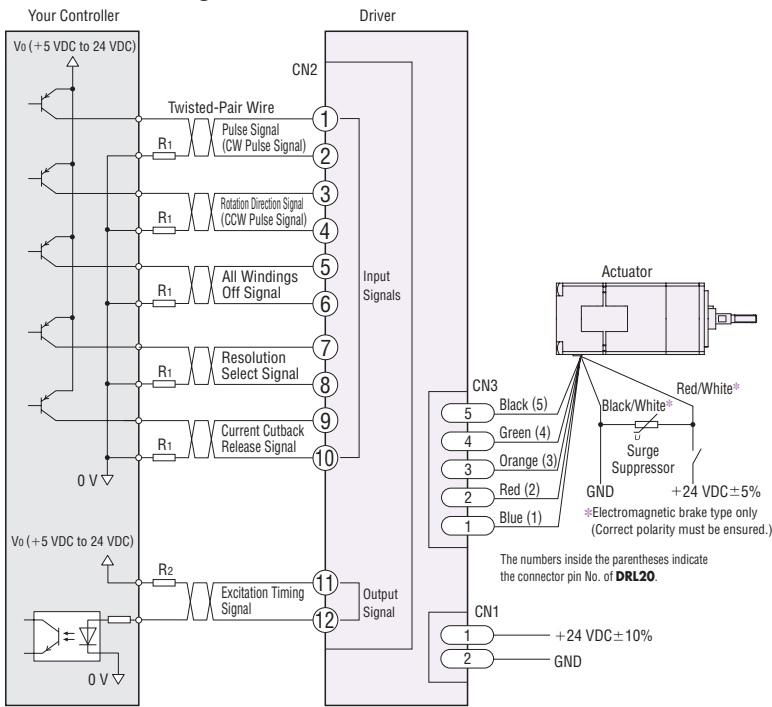 Your Controller
Driver
V0 (+5 VDC to 24 VDC)
CN2
Twisted-Pair Wire
1
Pulse Signal
(CW Pulse Signal)
R1
2
3
Rotation Direction Signal
(CCW Pulse Signal)
R1
4
5
All Windings
Off Signal
R1
6
Input
Signals
7
Resolution
Select Signal
R1
8
9
Current Cutback
Release Signal
R1
10
0 V
Actuator
CN3
5
Black (5)
4
Green (4)
3
Orange (3)
2
Red (2)
1
Blue (1)
Red/White*
Black/White*
U
Surge
Suppressor
GND
+24 VDC±5%
*Electromagnetic brake type only
(Correct polarity must be ensured.)
The numbers inside the parentheses indicate
the connector pin No. of DRL20.
V0 (+5 VDC to 24 VDC)
R2
11
Excitation Timing
Signal
12
Output
Signal
0 V
CN1
1
+24 VDC±10%
2
GND